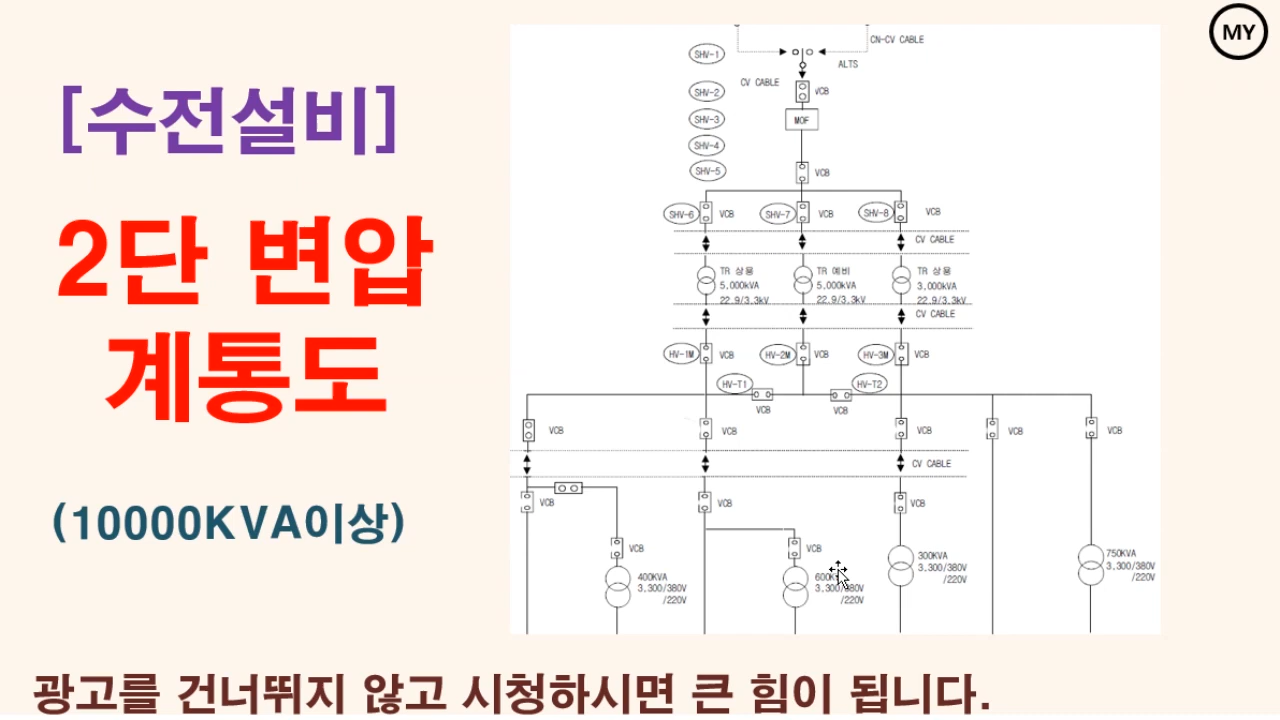 MY
[수전설비]
2단 변압
계통도
(10000KVA이상)
CN-CV CABLE
SHV-1
ALTS
CV CABLE
SHV-2
VCB
SHV-3
MOF
SHV-4
SHV-5
VCB
SHV-6
VCB
SHV-7
VCB
SHV-8
VCB
CV CABLE
TR 상용
5,000kVA
22.9/3.3kV
TR 예비
5,000kVA
22.9/3.3kV
TR 상용
3,000kVA
22.9/3.3kV
CV CABLE
HV-1M
VCB
HV-2M
VCB
HV-3M
VCB
HV-T1
VCB
HV-T2
VCB
VCB
VCB
VCB
VCB
VCB
CV CABLE
VCB
VCB
VCB
VCB
VCB
400KVA
3.300/380V
/220V
3.300/380V
/220V
300KVA
3.300/380V
/220V
750KVA
3.300/380V
/220V
광고를 건너뛰지 않고 시청하시면 큰 힘이 됩니다.